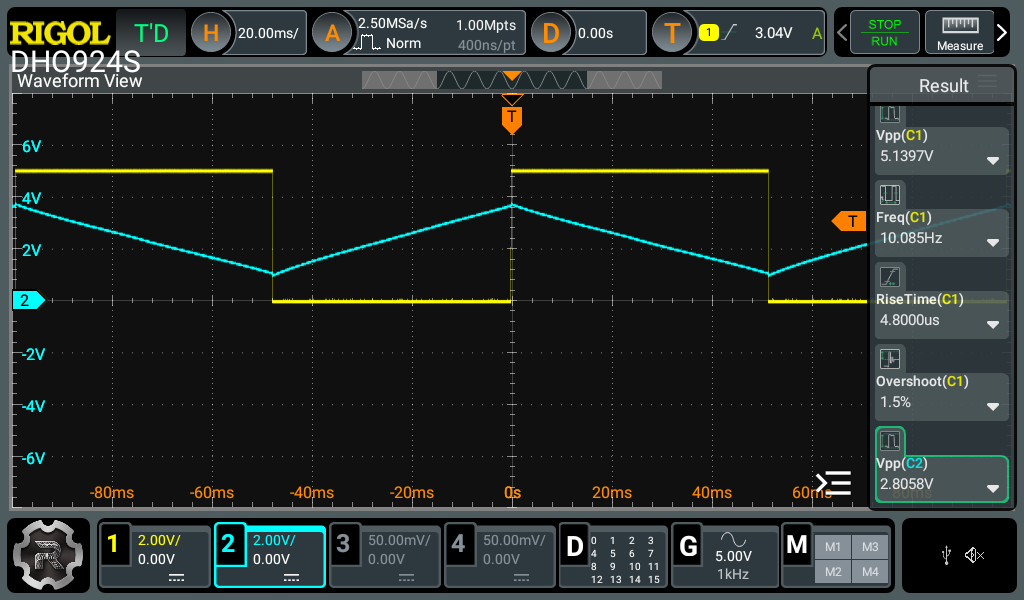 RIGOL T'D H 20.00ms/ A 2.50MSa/s 1.00Mpts D 0.00s T 1 3.04V A STOP
Norm 400ns/pt RUN Measure
DHO924S
Waveform View
Result
T
Vpp(C1)
5.1397V
6V
4V
Freq(C1)
10.085Hz
T
2V
2
RiseTime(C1)
4.8000us
-2V
Overshoot(C1)
1.5%
-4V
-6V
Vpp(C2)
2.8058V
-80ms -60ms -40ms -20ms 0s 20ms 40ms 60ms 80ms
1 2.00V/ 0.00V
2 2.00V/ 0.00V
3 50.00mV/ 0.00V
4 50.00mV/ 0.00V
D 0 1 2 3
4 5 6 7
8 9 10 11
12 13 14 15
G 5.00V 1kHz
M M1 M3
M2 M4